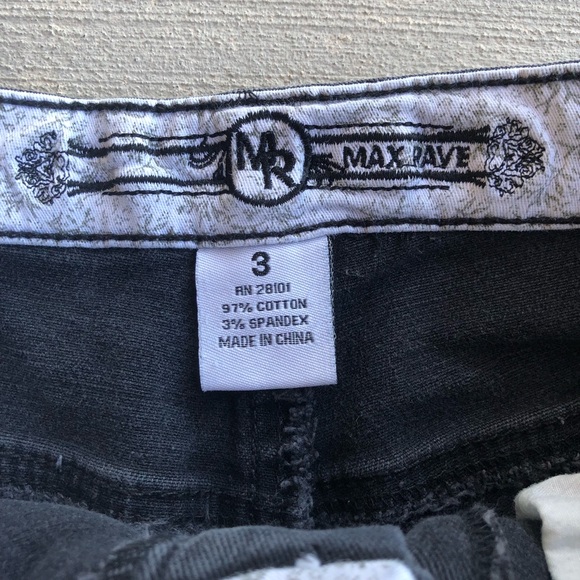 MR MAX RAVE
3
RN 28101
97% COTTON
3% SPANDEX
MADE IN CHINA